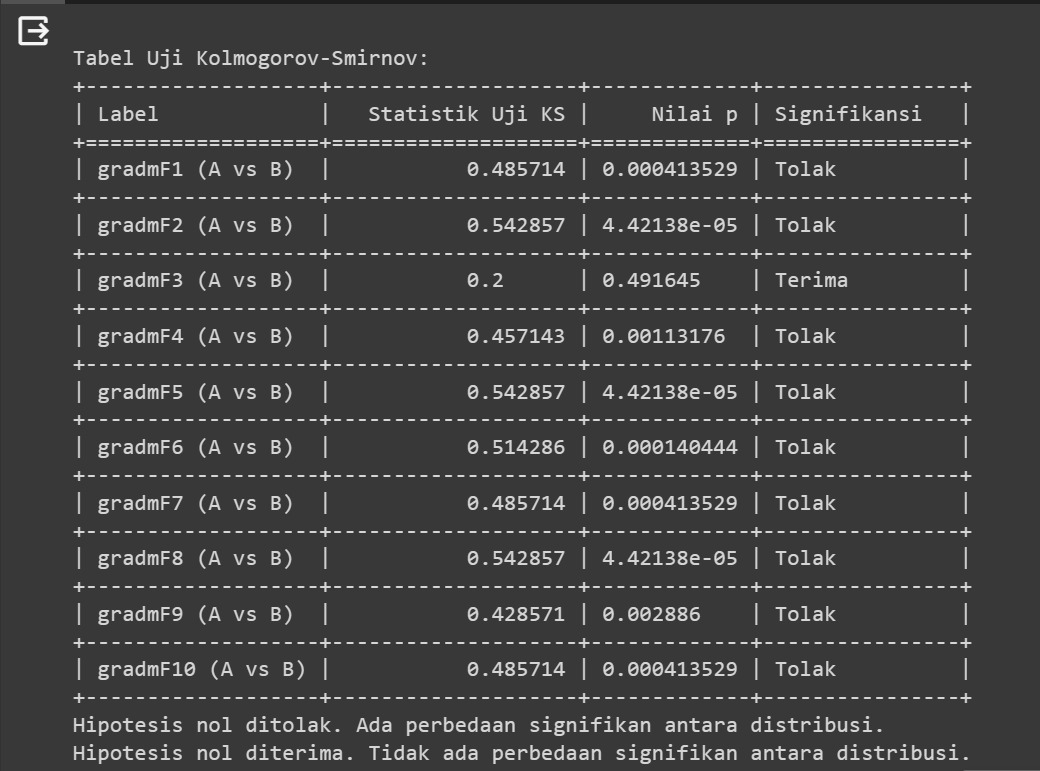 Tabel Uji Kolmogorov-Smirnov:
+-------------------+--------------------+-------------+----------------+
| Label             |   Statistik Uji KS |     Nilai p | Signifikansi   |
+===================+====================+=============+================+
| gradmF1 (A vs B)  |           0.485714 | 0.000413529 | Tolak          |
+-------------------+--------------------+-------------+----------------+
| gradmF2 (A vs B)  |           0.542857 | 4.42138e-05 | Tolak          |
+-------------------+--------------------+-------------+----------------+
| gradmF3 (A vs B)  |           0.2      | 0.491645    | Terima         |
+-------------------+--------------------+-------------+----------------+
| gradmF4 (A vs B)  |           0.457143 | 0.00113176  | Tolak          |
+-------------------+--------------------+-------------+----------------+
| gradmF5 (A vs B)  |           0.542857 | 4.42138e-05 | Tolak          |
+-------------------+--------------------+-------------+----------------+
| gradmF6 (A vs B)  |           0.514286 | 0.000140444 | Tolak          |
+-------------------+--------------------+-------------+----------------+
| gradmF7 (A vs B)  |           0.485714 | 0.000413529 | Tolak          |
+-------------------+--------------------+-------------+----------------+
| gradmF8 (A vs B)  |           0.542857 | 4.42138e-05 | Tolak          |
+-------------------+--------------------+-------------+----------------+
| gradmF9 (A vs B)  |           0.428571 | 0.002886    | Tolak          |
+-------------------+--------------------+-------------+----------------+
| gradmF10 (A vs B) |           0.485714 | 0.000413529 | Tolak          |
+-------------------+--------------------+-------------+----------------+
Hipotesis nol ditolak. Ada perbedaan signifikan antara distribusi.
Hipotesis nol diterima. Tidak ada perbedaan signifikan antara distribusi.